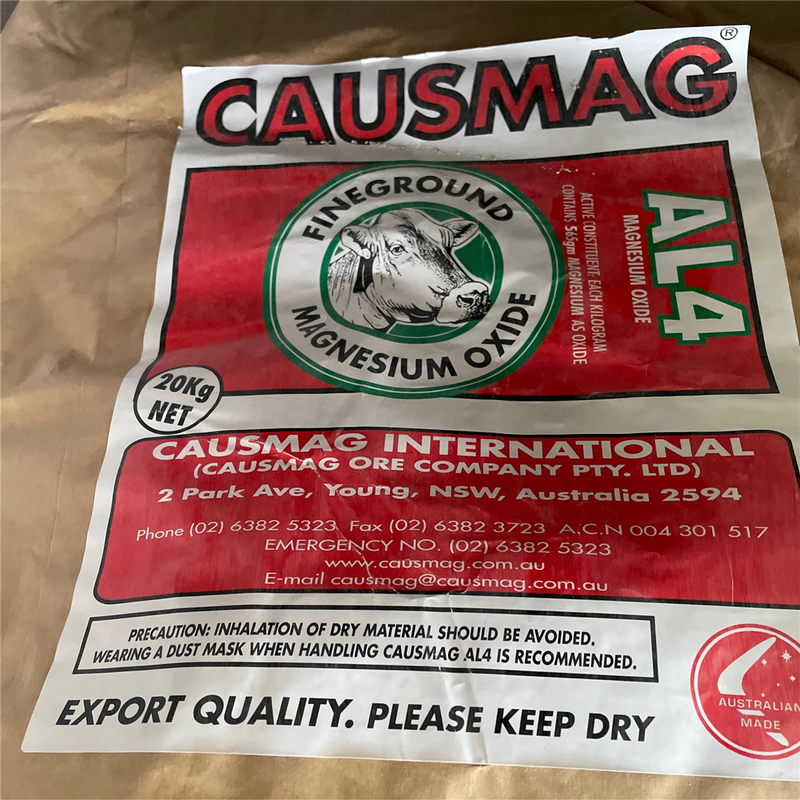 CAUSMAG®
FINEGROUND
MAGNESIUM OXIDE
ACTIVE CONSTITUENT: EACH KILOGRAM
CONTAINS 565gm MAGNESIUM AS OXIDE
AL4
MAGNESIUM OXIDE
20Kg
NET
CAUSMAG INTERNATIONAL
(CAUSMAG ORE COMPANY PTY. LTD)
2 Park Ave, Young, NSW, Australia 2594
Phone (02) 6382 5323 Fax (02) 6382 3723 A.C.N 004 301 517
EMERGENCY NO. (02) 6382 5323
www.causmag.com.au
E-mail causmag@causmag.com.au
PRECAUTION: INHALATION OF DRY MATERIAL SHOULD BE AVOIDED.
WEARING A DUST MASK WHEN HANDLING CAUSMAG AL4 IS RECOMMENDED.
EXPORT QUALITY. PLEASE KEEP DRY
AUSTRALIAN
MADE